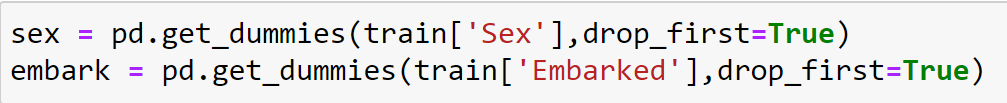 sex = pd.get_dummies(train['Sex'],drop_first=True)
embark = pd.get_dummies(train['Embarked'],drop_first=True)